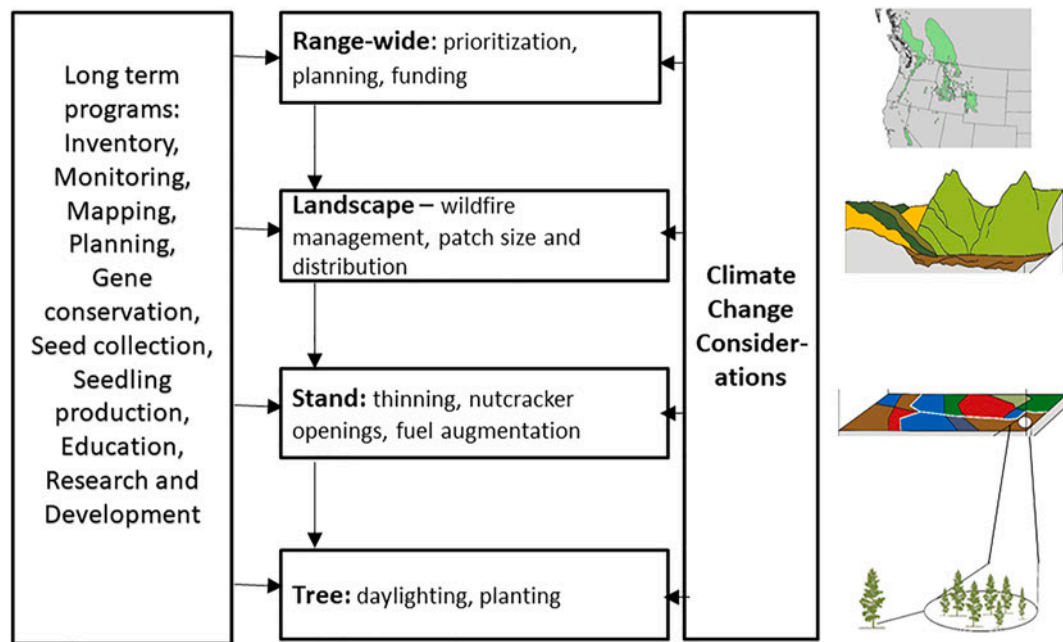 Long term
programs:
Inventory,
Monitoring,
Mapping,
Planning,
Gene
conservation,
Seed collection,
Seedling
production,
Education,
Research and
Development
Range-wide: prioritization,
planning, funding
Landscape – wildfire
management, patch size and
distribution
Stand: thinning, nutcracker
openings, fuel augmentation
Tree: daylighting, planting
Climate
Change
Consider-
ations